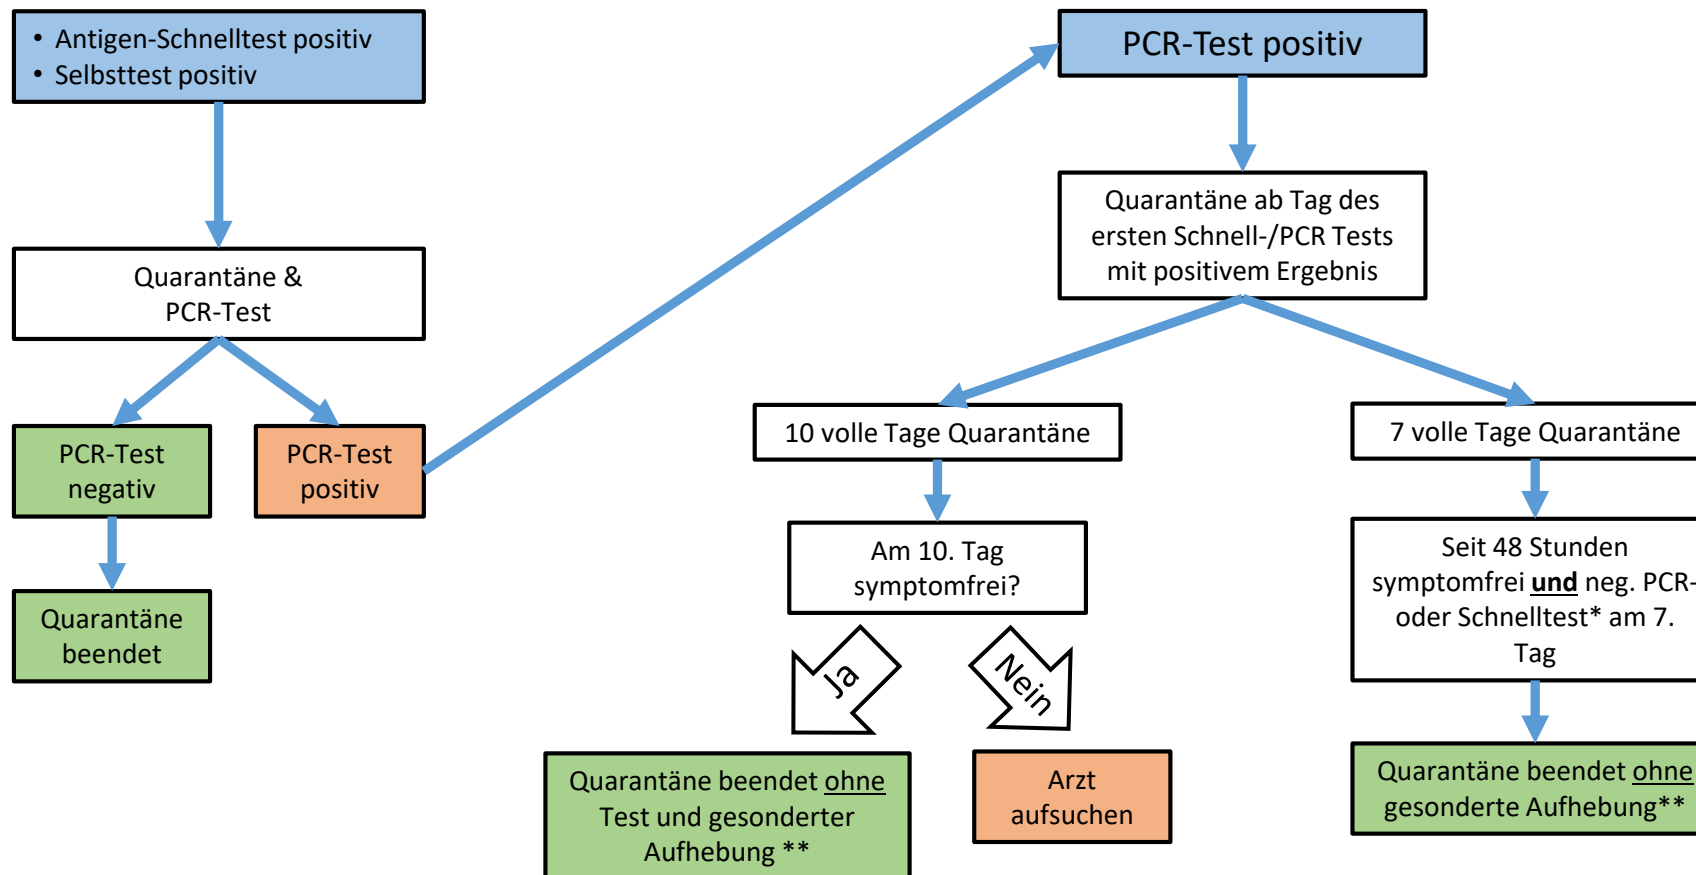 • Antigen-Schnelltest positiv
• Selbsttest positiv
Quarantäne &
PCR-Test
PCR-Test
negativ
PCR-Test
positiv
Quarantäne
beendet
PCR-Test positiv
Quarantäne ab Tag des
ersten Schnell-/PCR Tests
mit positivem Ergebnis
10 volle Tage Quarantäne
7 volle Tage Quarantäne
Am 10. Tag
symptomfrei?
Seit 48 Stunden
symptomfrei und neg. PCR-
oder Schnelltest* am 7.
Tag
Ja
Nein
Quarantäne beendet ohne
Test und gesonderter
Aufhebung **
Arzt
aufsuchen
Quarantäne beendet ohne
gesonderte Aufhebung**